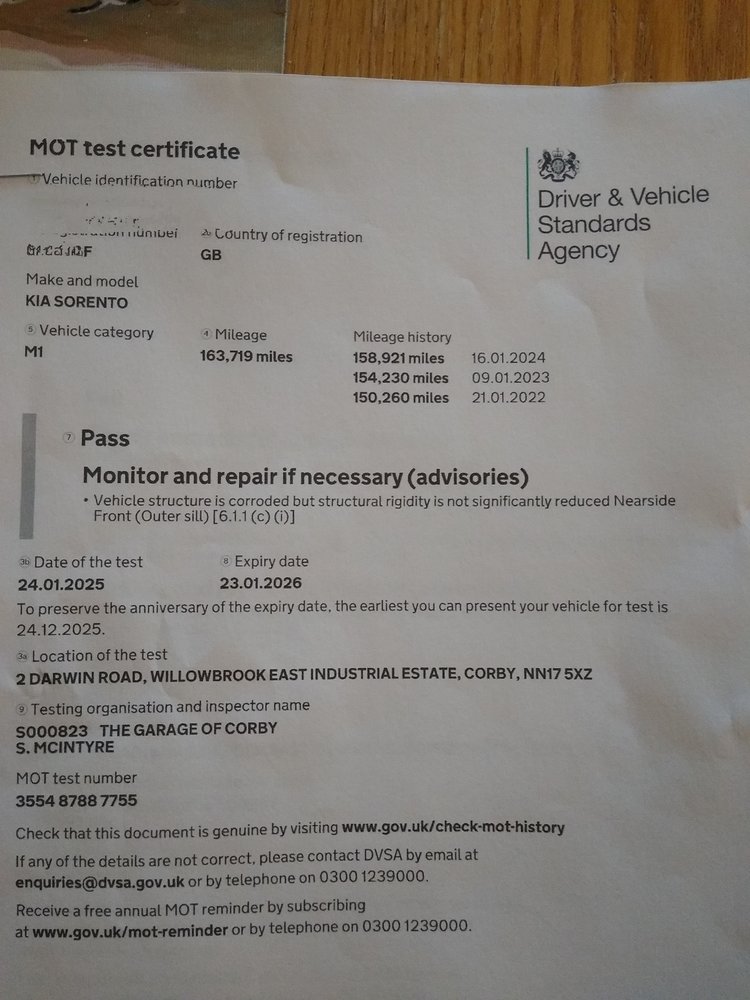 MOT test certificate
1 Vehicle identification number
Driver & Vehicle
Standards
Agency
number
2b Country of registration
GB
Make and model
KIA SORENTO
5 Vehicle category
4 Mileage
Mileage history
M1
163,719 miles
158,921 miles 16.01.2024
154,230 miles 09.01.2023
150,260 miles 21.01.2022
7 Pass
Monitor and repair if necessary (advisories)
• Vehicle structure is corroded but structural rigidity is not significantly reduced Nearside
Front (Outer sill) [6.1.1 (c) (i)]
3b Date of the test
8 Expiry date
24.01.2025
23.01.2026
To preserve the anniversary of the expiry date, the earliest you can present your vehicle for test is
24.12.2025.
3a Location of the test
2 DARWIN ROAD, WILLOWBROOK EAST INDUSTRIAL ESTATE, CORBY, NN17 5XZ
9 Testing organisation and inspector name
S000823 THE GARAGE OF CORBY
S. MCINTYRE
MOT test number
3554 8788 7755
Check that this document is genuine by visiting www.gov.uk/check-mot-history
If any of the details are not correct, please contact DVSA by email at
enquiries@dvsa.gov.uk or by telephone on 0300 1239000.
Receive a free annual MOT reminder by subscribing
at www.gov.uk/mot-reminder or by telephone on 0300 1239000.